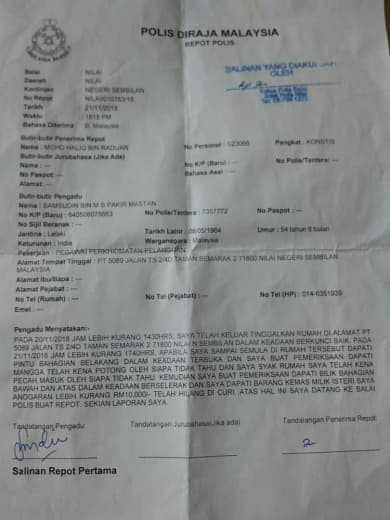 POLIS DIRAJA MALAYSIA
REPOT POLIS
SALINAN YANG DIAKUI
OLEH
Balai : NILAI
Daerah : NILAI
Kontinjen : NEGERI SEMBILAN
No Repot
Tarikh : 21/11/2018
Waktu : 1815 PM
Bahasa Diterima : B. Malaysia
Butir-butir Penerima Repot
Nama : MOHD HALIQ BIN RADUAN No Personel : G23066 Pangkat : KONST/S
Butir-butir Jurubahasa (Jika Ada)
Nama : --- No K/P (Baru) : --- No Polis/Tentera: ---
No Paspot: --- Bahasa Asal : ---
Alamat: ---
Butir-butir Pengadu
Nama : SAMSUDIN BIN M S PAKIR MASTAN
No K/P (Baru) : No Polis/Tentera : 7357772 No Paspot : ---
No Sijil Beranak : ---
Jantina : Lelaki Tarikh Lahir : Umur : 54 tahun 6 bulan
Keturunan : India Warganegara : Malaysia
Pekerjaan : PEGAWAI PERKHIDMATAN PELANGGAN
Alamat Tempat Tinggal : PT 5089 JALAN TS 2/4D TAMAN SEMARAK 2 71800 NILAI NEGERI SEMBILAN
MALAYSIA
Alamat Ibu/Bapa : ---
Alamat Pejabat : ---
No Tel (Rumah) : --- No Tel (Pejabat) : --- No Tel (HP) : 014-6351939
Emel : ---
Pengadu Menyatakan:-
PADA 20/11/2018 JAM LEBIH KURANG 1430HRS, SAYA TELAH KELUAR TINGGALKAN RUMAH DI ALAMAT PT
5089 JALAN TS 2/4D TAMAN SEMARAK 2 71800 NILAI N SEMBILAN DALAM KEADAAN BERKUNCI BAIK. PADA
21/11/2018 JAM LEBIH KURANG 1740HRS, APABILA SAYA SAMPAI SEMULA DI RUMAH TERSEBUT DAPATI
PINTU BAHAGIAN BELAKANG DALAM KEADAAN TERBUKA DAN SAYA BUAT PEMERIKSAAN DAPATI
MANGGA TELAH KENA POTONG OLEH SIAPA TIDAK TAHU DAN SAYA SYAK RUMAH SAYA TELAH KENA
PECAH MASUK OLEH SIAPA TIDAK TAHU. KEMUDIAN SAYA BUAT PEMERIKSAAN DAPATI BILIK BAHAGIAN
BAWAH DAN ATAS DALAM KEADAAN BERSELERAK DAN SAYA DAPATI BARANG KEMAS MILIK ISTERI SAYA
ANGGARAN LEBIH KURANG RM10,000/- TELAH HILANG DI CURI. ATAS HAL INI SAYA DATANG KE BALAI
POLIS BUAT REPOT. SEKIAN LAPORAN SAYA.
Tandatangan Pengadu: Tandatangan Jurubahasa(Jika ada) Tandatangan Penerima Repot:
Salinan Repot Pertama